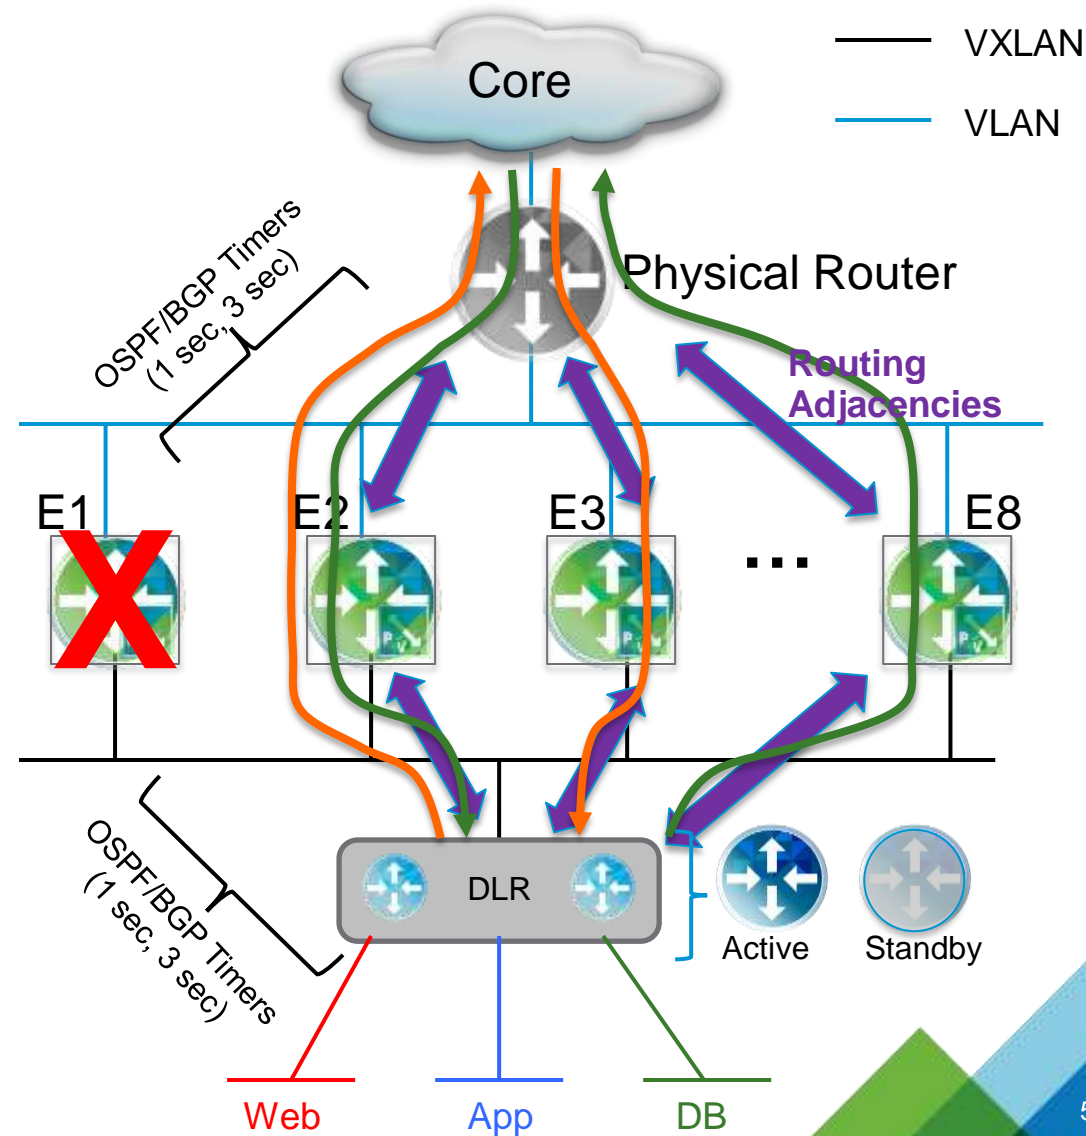 Core
VXLAN
VLAN
OSPF/BGP Timers
(1 sec, 3 sec)
Physical Router
Routing
Adjacencies
E1
E2
E3
...
E8
X
OSPF/BGP Timers
(1 sec, 3 sec)
DLR
Active
Standby
Web
App
DB
5